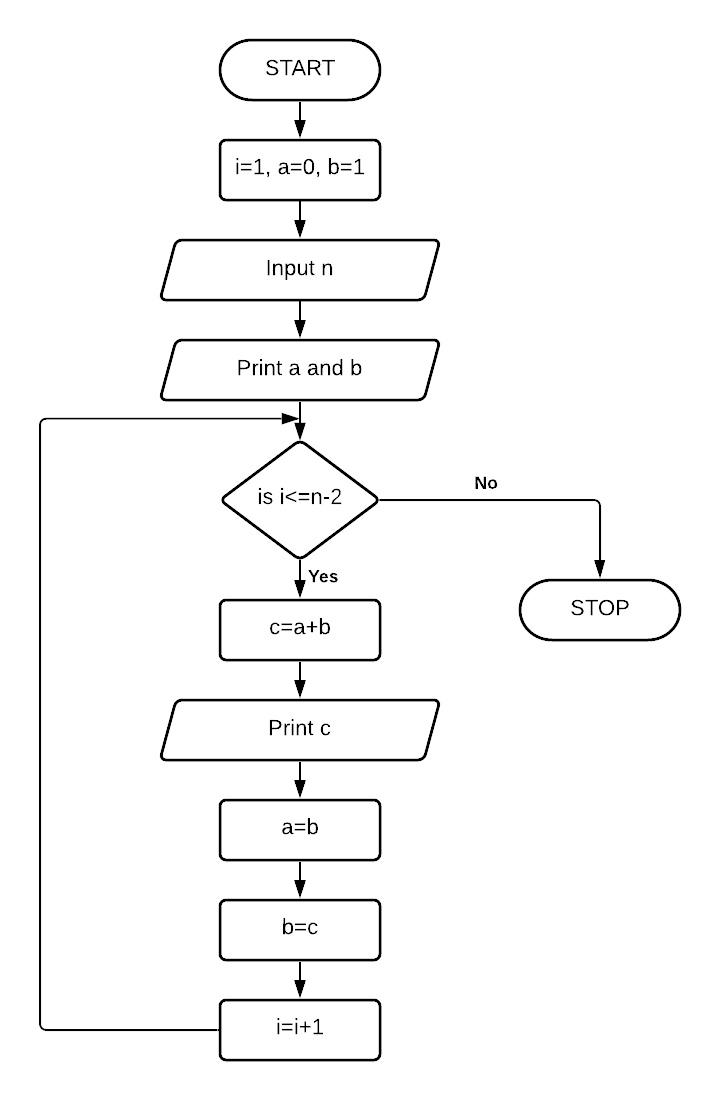 START
i=1, a=0, b=1
Input n
Print a and b
is i<=n-2
No
Yes
STOP
c=a+b
Print c
a=b
b=c
i=i+1